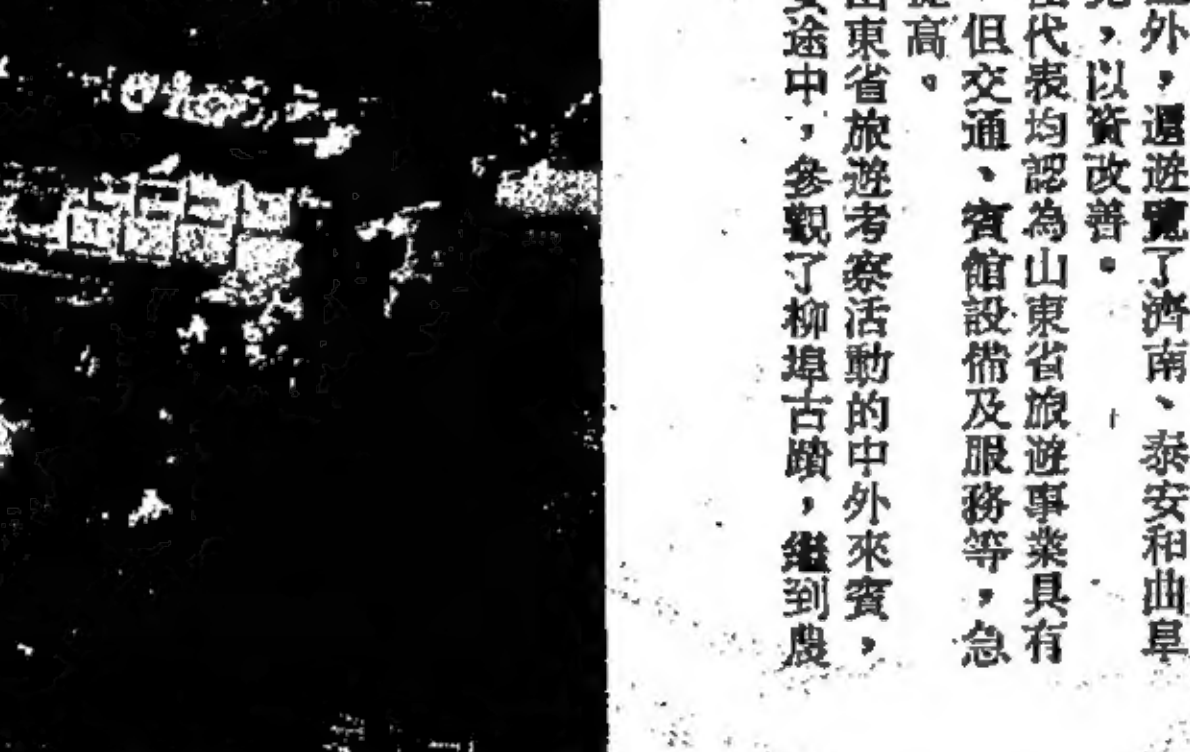 外，還遊覽了濟南、泰安和曲阜
，以資改善。
代表均認為山東省旅遊事業具有
但交通、賓館設備及服務等，急
提高。
山東省旅遊考察活動的中外來賓，
途中，參觀了柳埠古蹟，繼到農